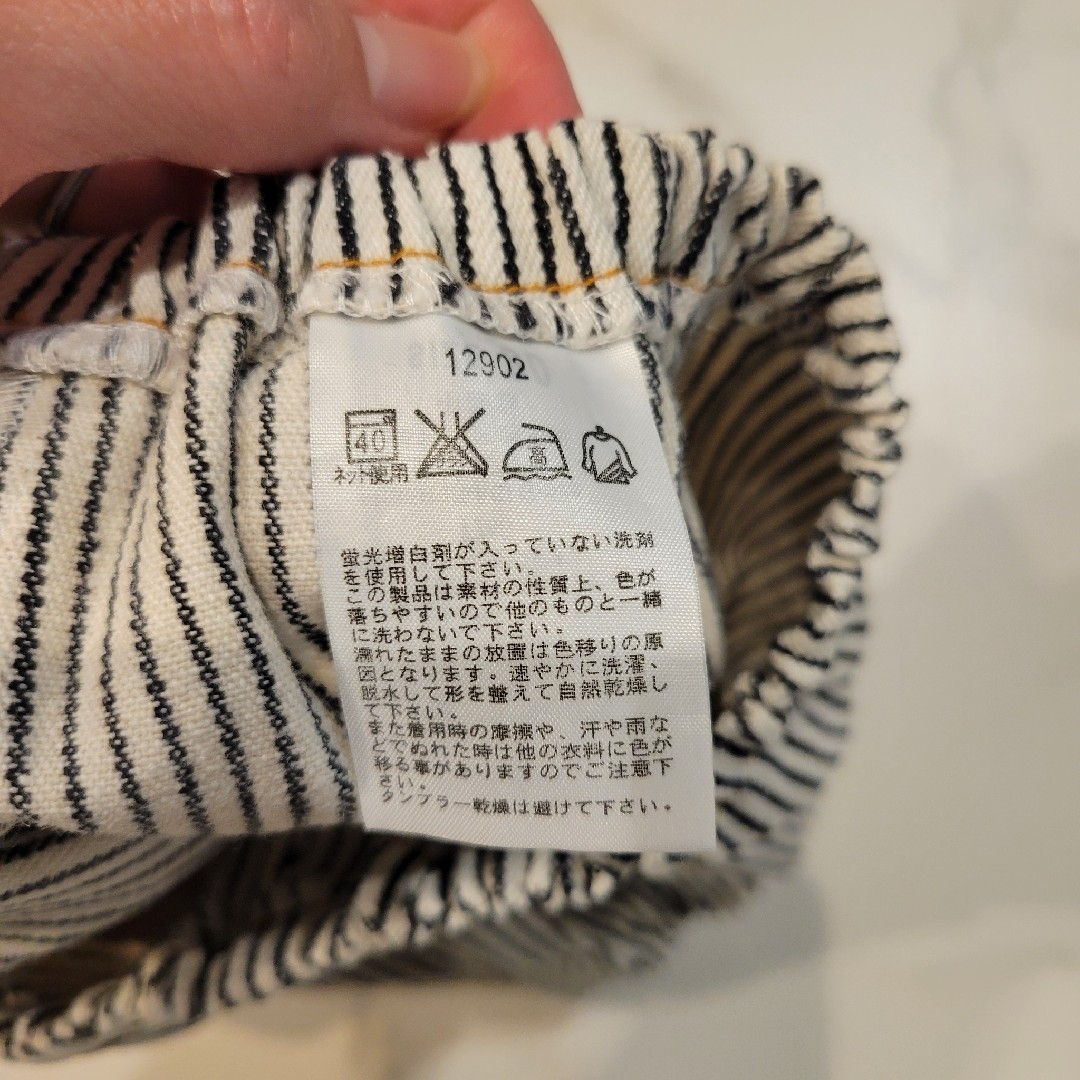 12902
40
高
ネット使用
蛍光増白剤が入っていない洗剤
を使用して下さい。
この製品は素材の性質上、色が
落ちやすいので他のものと一緒
に洗わないで下さい。
濡れたままの放置は色移りの原
因となります。速やかに洗濯、
脱水して形を整えて自然乾燥し
て下さい。
また着用時の摩擦や、汗や雨な
どでぬれた時は他の衣料に色が
移る事がありますのでご注意下
さい。
タンブラー乾燥は避けて下さい。